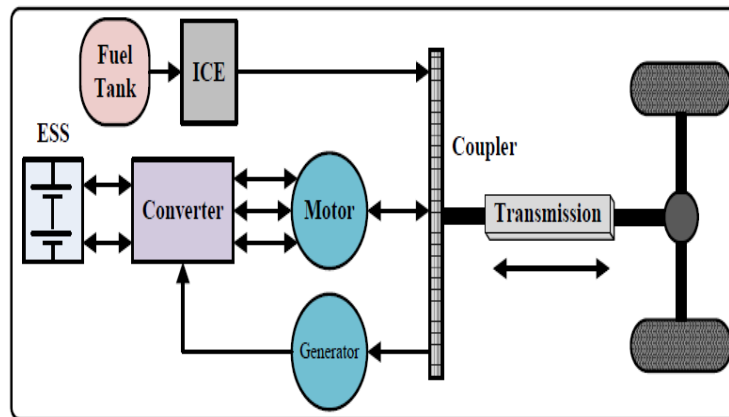 Fuel
Tank
ICE
ESS
Coupler
Converter
Motor
Transmission
Generator